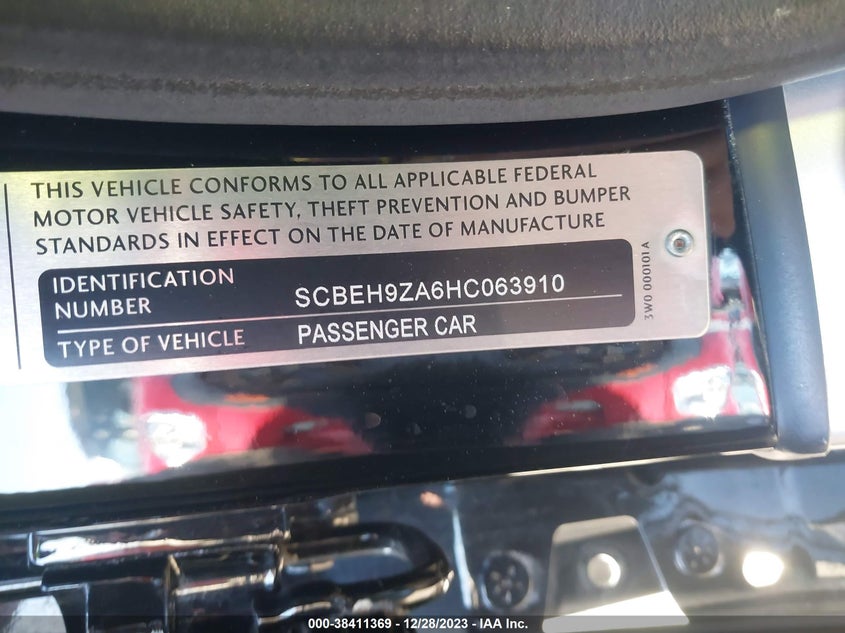 THIS VEHICLE CONFORMS TO ALL APPLICABLE FEDERAL
MOTOR VEHICLE SAFETY, THEFT PREVENTION AND BUMPER
STANDARDS IN EFFECT ON THE DATE OF MANUFACTURE
IDENTIFICATION
NUMBER
SCBEH9ZA6HC063910
TYPE OF VEHICLE
PASSENGER CAR
3W0 000101A
000-38411369 - 12/28/2023 - IAA Inc.